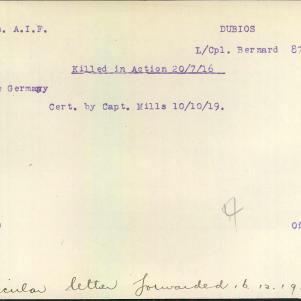 . A.I.F. DUBIOS
L/Cpl. Bernard 87
Killed in Action 20/7/16
Germany
Cert. by Capt. Mills 10/10/19.
4
Of
cular letter forwarded 16.12.19